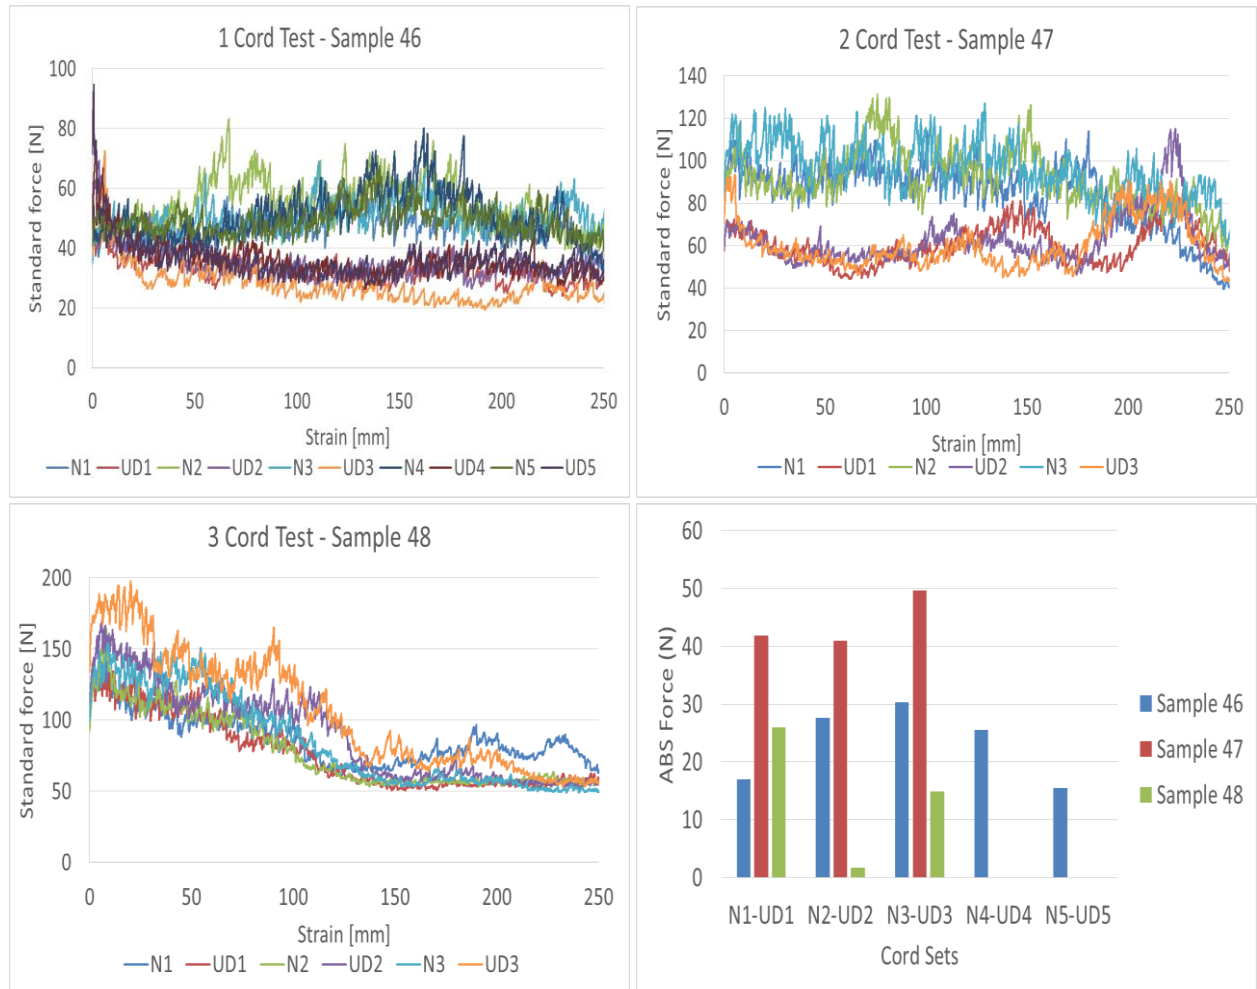 1 Cord Test - Sample 46
100
80
60
40
20
0
Standard force [N]
0 50 100 150 200 250
Strain [mm]
N1 UD1 N2 UD2 N3 UD3 N4 UD4 N5 UD5
2 Cord Test - Sample 47
140
120
100
80
60
40
20
0
Standard force [N]
0 50 100 150 200 250
Strain [mm]
N1 UD1 N2 UD2 N3 UD3
3 Cord Test - Sample 48
200
150
100
50
0
Standard force [N]
0 50 100 150 200 250
Strain [mm]
N1 UD1 N2 UD2 N3 UD3
60
50
40
30
20
10
0
ABS Force (N)
N1-UD1 N2-UD2 N3-UD3 N4-UD4 N5-UD5
Cord Sets
Sample 46
Sample 47
Sample 48